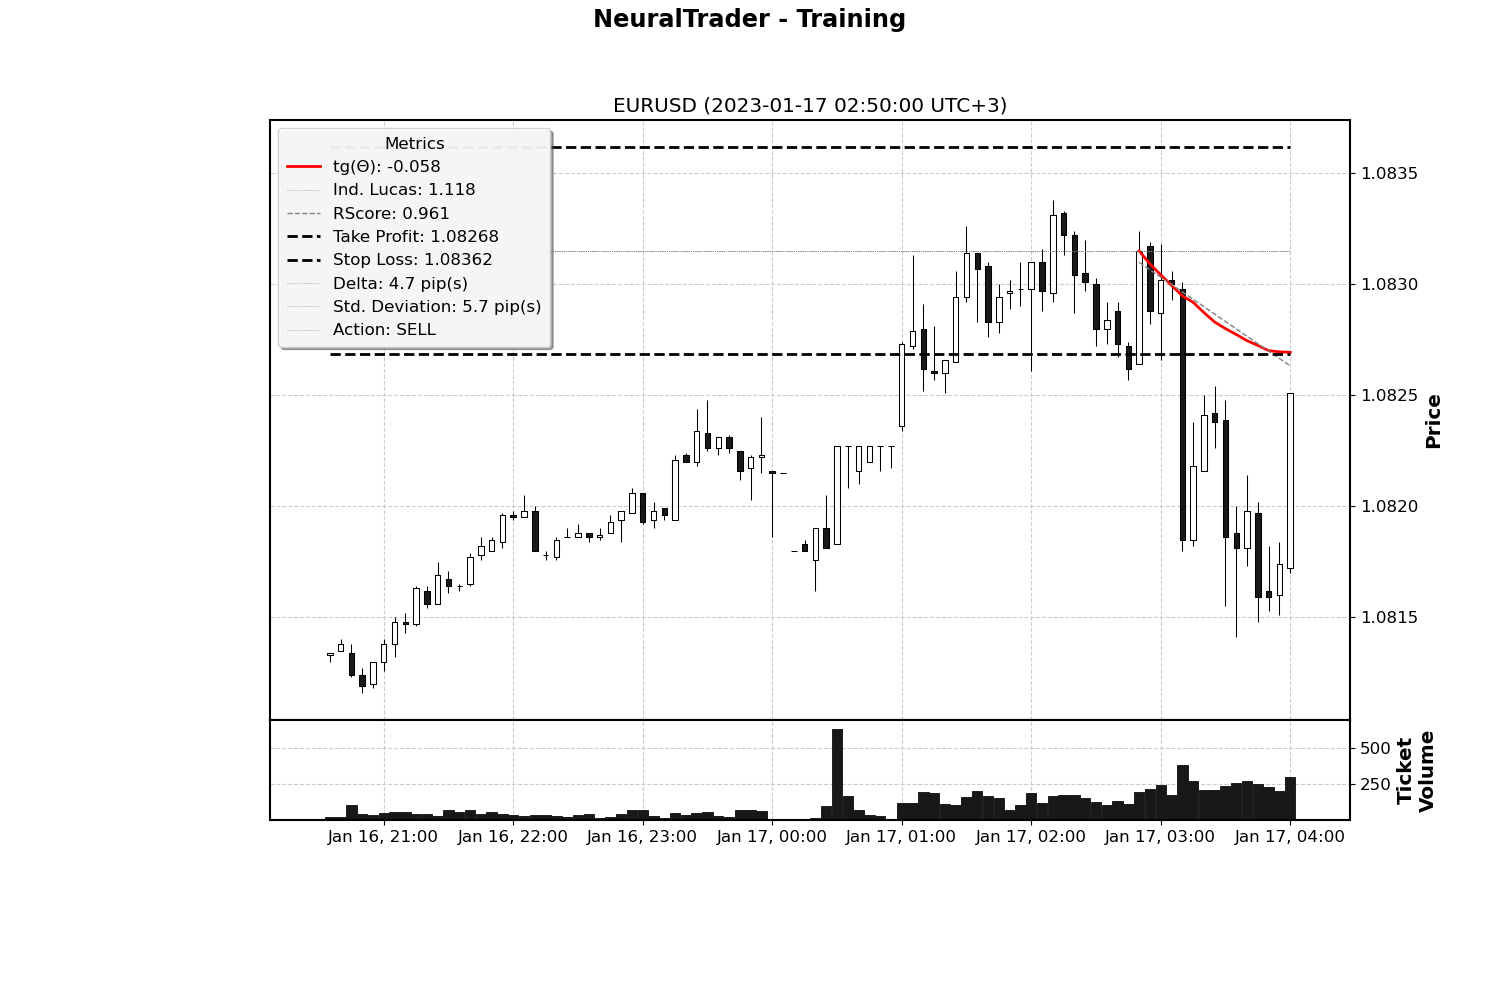 NeuralTrader - Training
EURUSD (2023-01-17 02:50:00 UTC+3)
Metrics
tg(Θ): -0.058
Ind. Lucas: 1.118
RScore: 0.961
Take Profit: 1.08268
Stop Loss: 1.08362
Delta: 4.7 pip(s)
Std. Deviation: 5.7 pip(s)
Action: SELL
1.0835
1.0830
1.0825
1.0820
1.0815
Price
500
250
Ticket
Volume
Jan 16, 21:00
Jan 16, 22:00
Jan 16, 23:00
Jan 17, 00:00
Jan 17, 01:00
Jan 17, 02:00
Jan 17, 03:00
Jan 17, 04:00